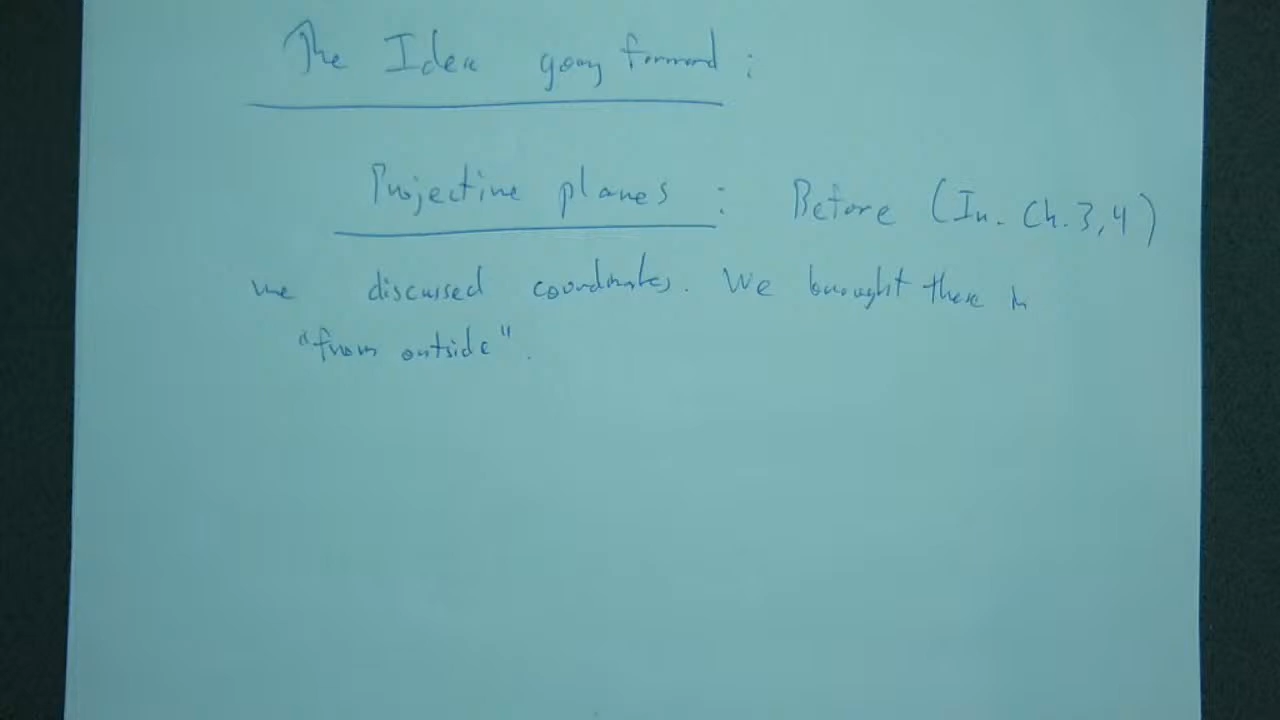 The Idea going forward :
Projective planes : Before (In. Ch. 3, 4)
we discussed coordinates. We brought these in
"from outside".